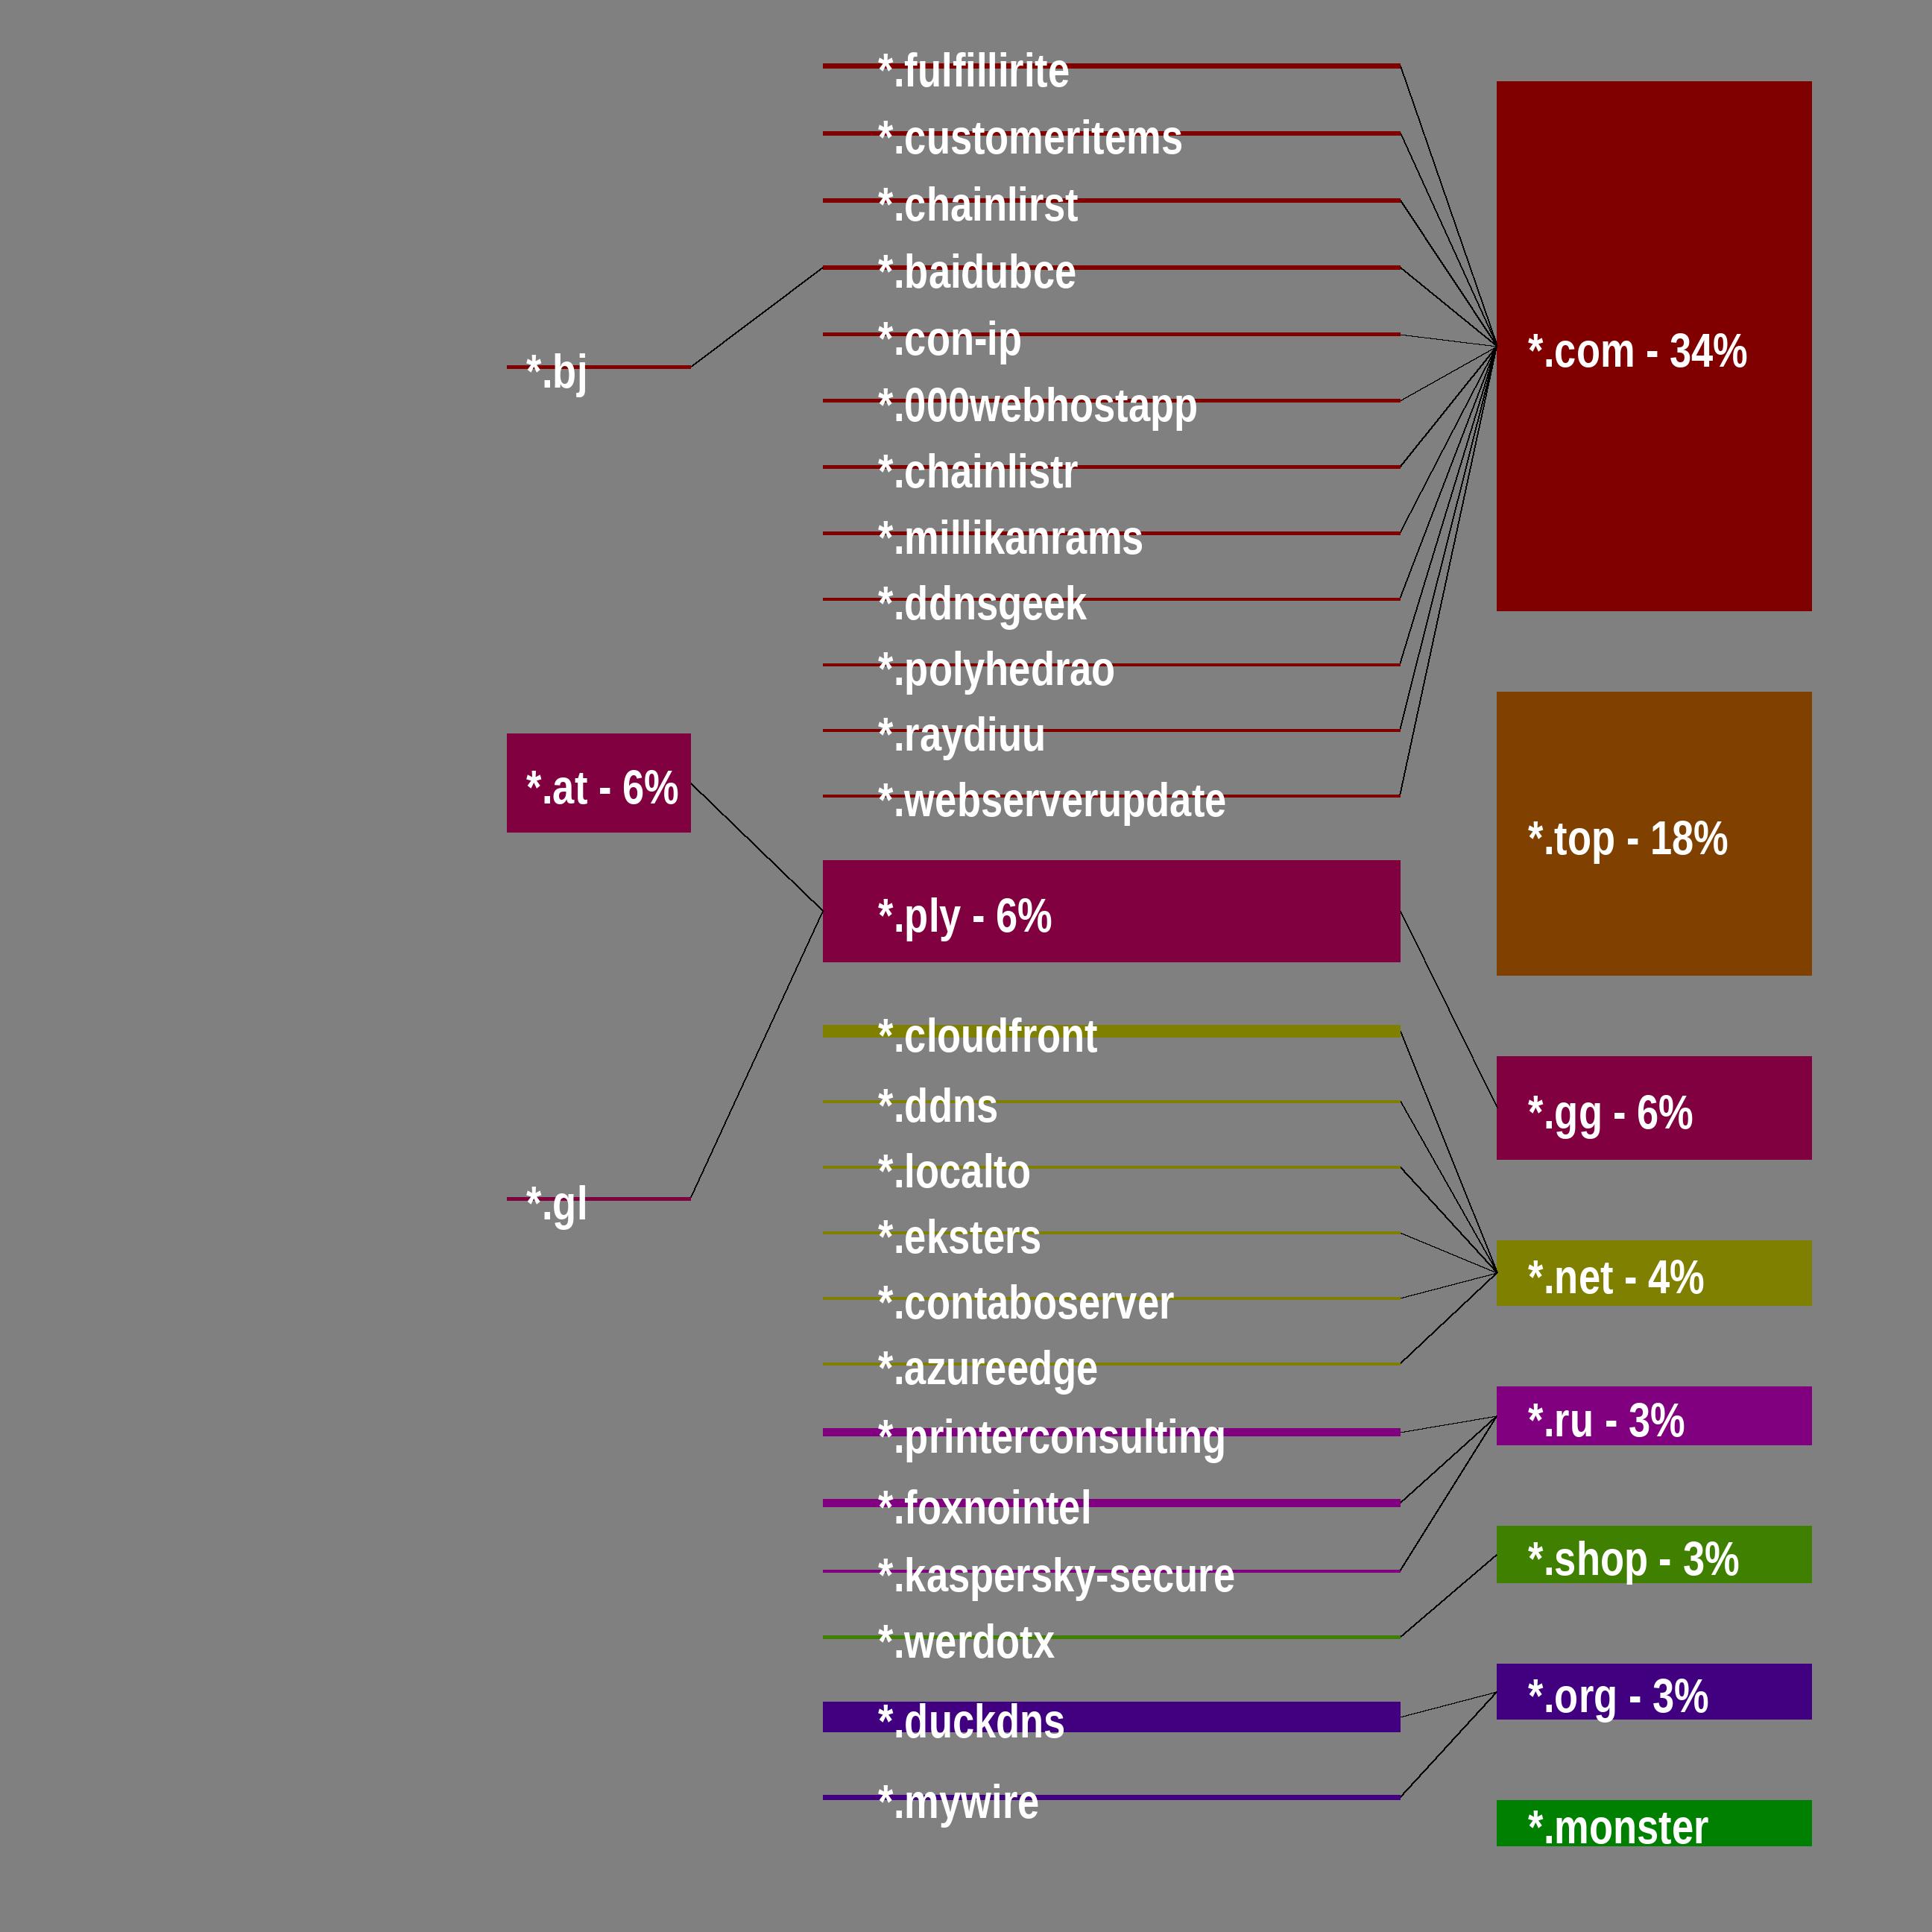 *.fulfillirite
*.customeritems
*.chainlirst
*.baidubce
*.con-ip
*.com - 34%
*.bj
*.000webhostapp
*.chainlistr
*.millikanrams
*.ddnsgeek
*.polyhedrao
*.raydiuu
*.at - 6%
*.webserverupdate
*.top - 18%
*.ply - 6%
*.cloudfront
*.ddns
*.gg - 6%
*.localto
*.gl
*.eksters
*.net - 4%
*.contaboserver
*.azureedge
*.ru - 3%
*.printerconsulting
*.foxnointel
*.shop - 3%
*.kaspersky-secure
*.werdotx
*.org - 3%
*.duckdns
*.mywire
*.monster